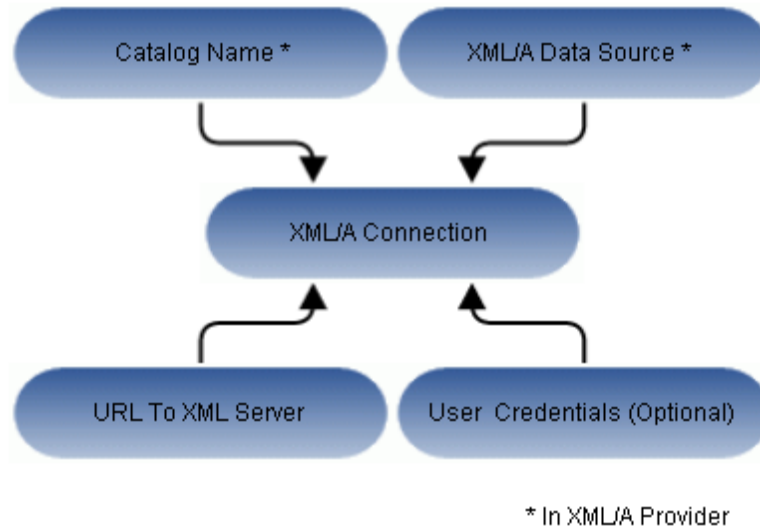 Catalog Name *
XML/A Data Source *
XML/A Connection
URL To XML Server
User Credentials (Optional)
* In XML/A Provider